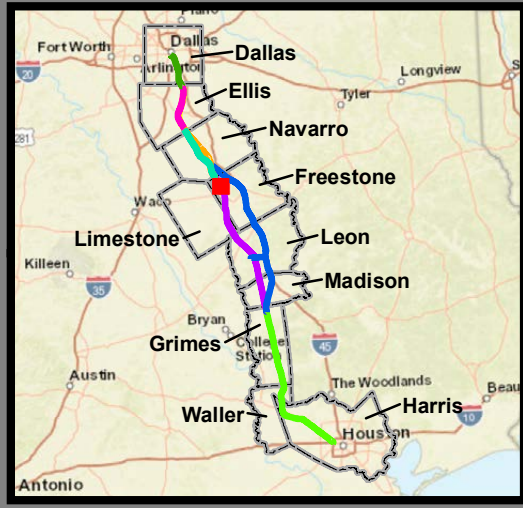 Plano
Fort Worth
Dallas
Dallas
Arlington
20
Ellis
Longview
Tyler
281
Navarro
Freestone
Waco
Limestone
Leon
Killeen
Madison
35
Bryan
Grimes
College
Station
45
Austin
The Woodlands
Waller
Harris
Beau
10
Houston
Antonio